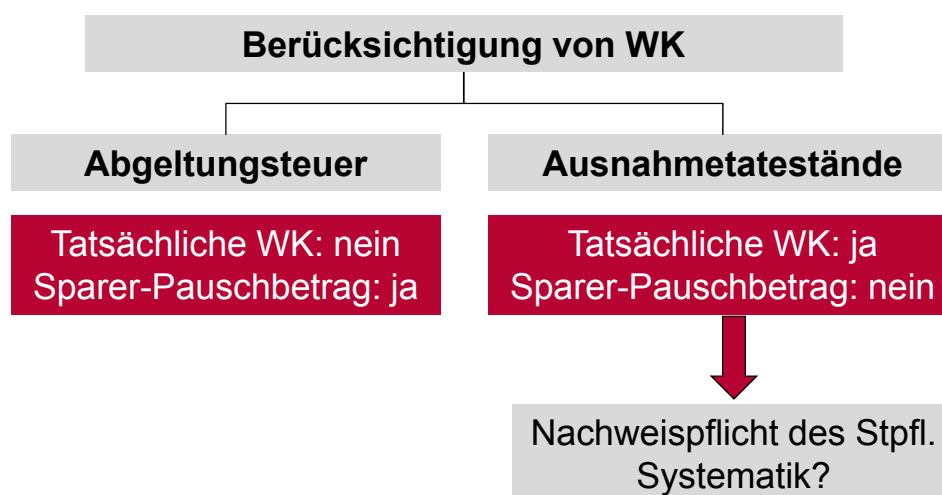 Berücksichtigung von WK
Abgeltungsteuer
Ausnahmetatestände
Tatsächliche WK: nein
Sparer-Pauschbetrag: ja
Tatsächliche WK: ja
Sparer-Pauschbetrag: nein
Nachweispflicht des Stpfl.
Systematik?